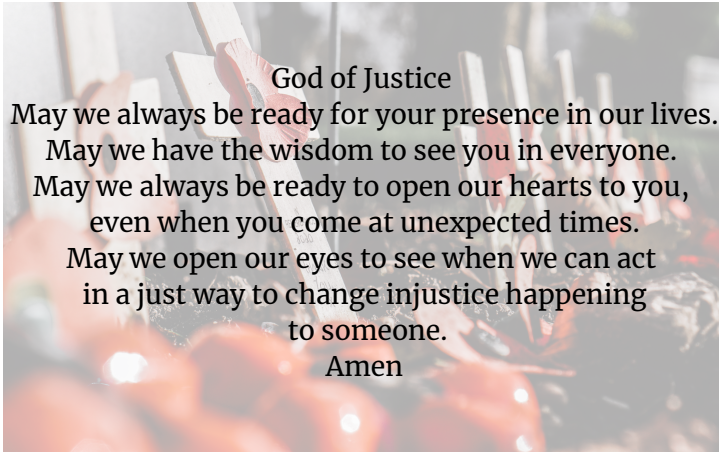 God of Justice
May we always be ready for your presence in our lives.
May we have the wisdom to see you in everyone.
May we always be ready to open our hearts to you,
even when you come at unexpected times.
May we open our eyes to see when we can act
in a just way to change injustice happening
to someone.
Amen